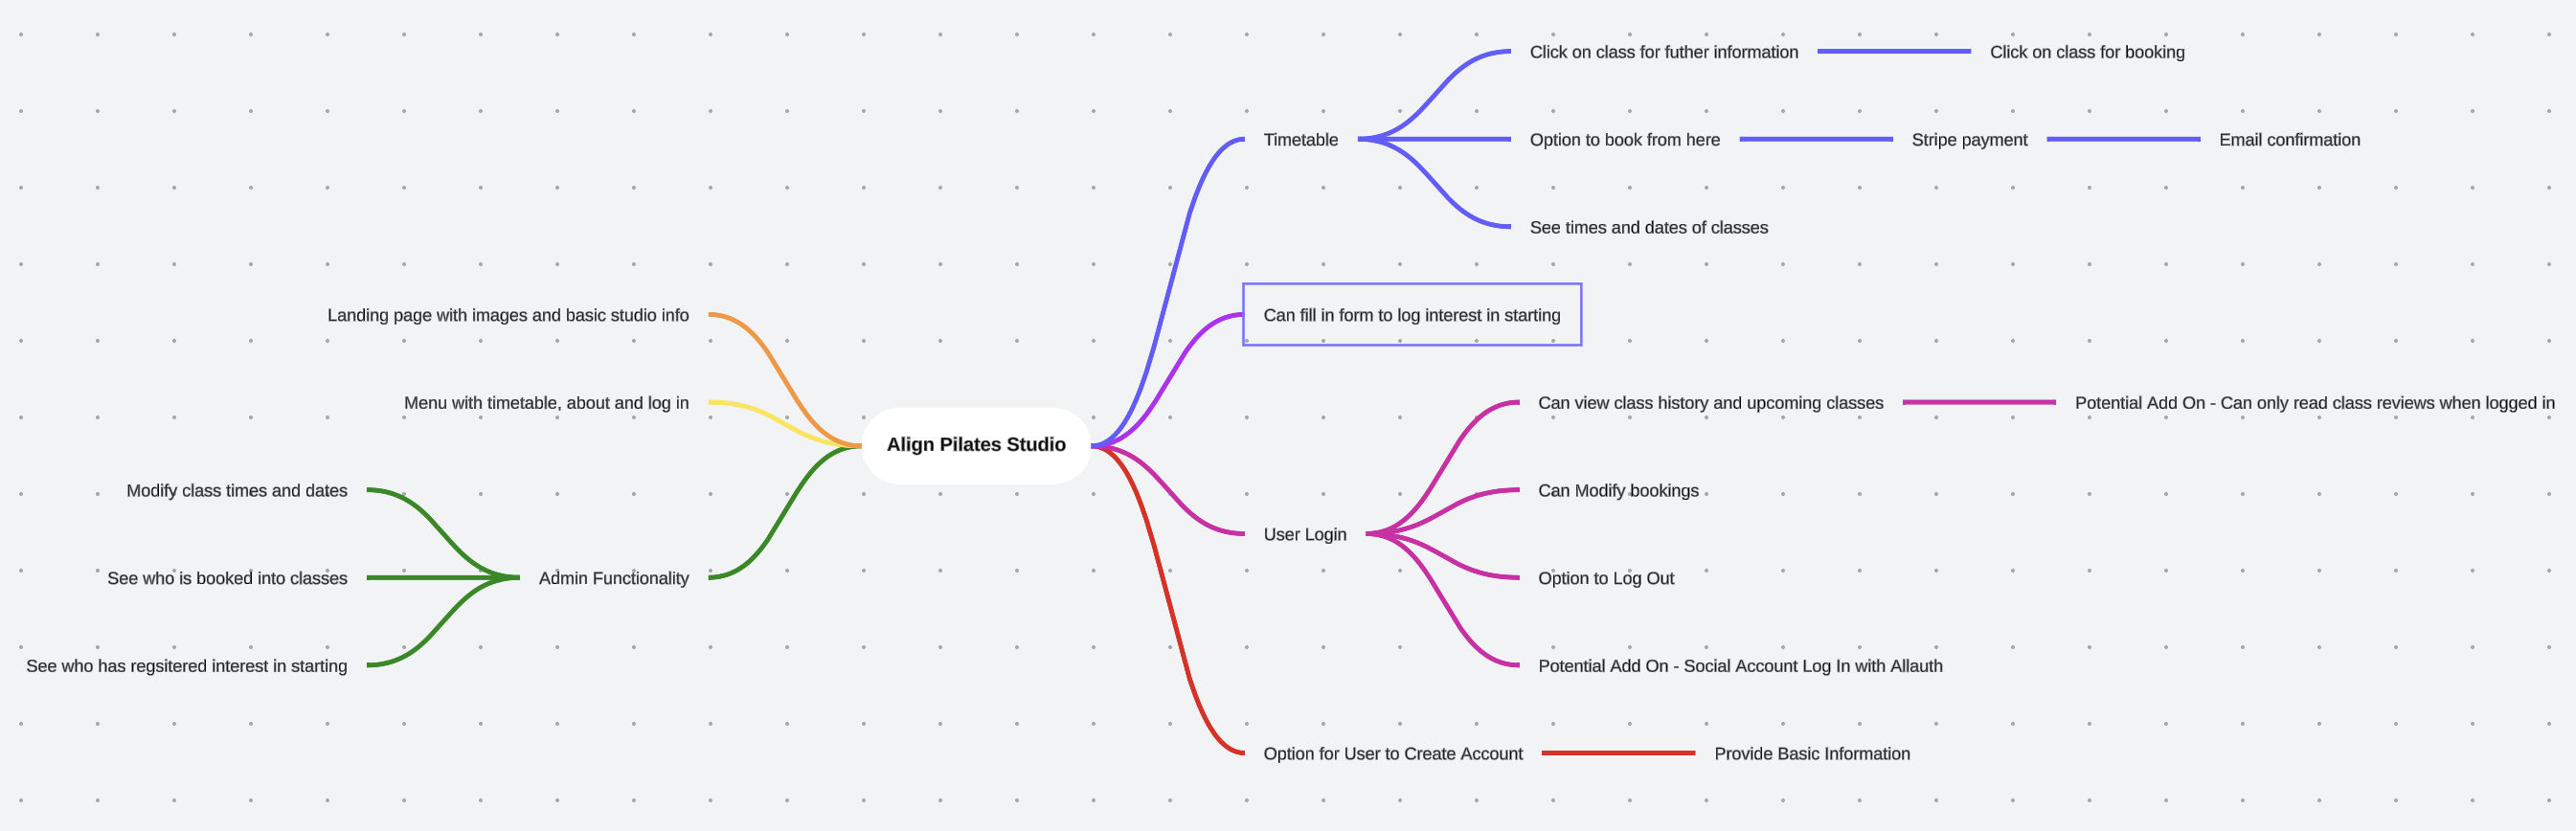 Click on class for futher information
Click on class for booking
Timetable
Option to book from here
Stripe payment
Email confirmation
See times and dates of classes
Landing page with images and basic studio info
Can fill in form to log interest in starting
Menu with timetable, about and log in
Can view class history and upcoming classes
Potential Add On - Can only read class reviews when logged in
Align Pilates Studio
Modify class times and dates
Can Modify bookings
User Login
See who is booked into classes
Admin Functionality
Option to Log Out
See who has regsitered interest in starting
Potential Add On - Social Account Log In with Allauth
Option for User to Create Account
Provide Basic Information